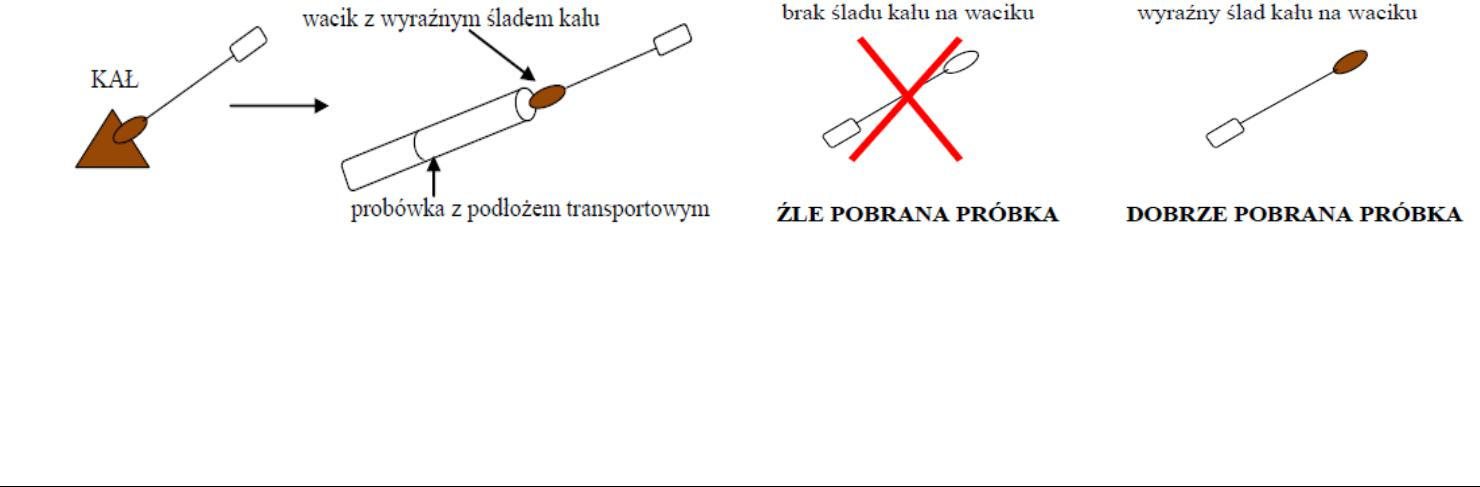 KAŁ
wacik z wyraźnym śladem kału
probówka z podłożem transportowym
brak śladu kału na waciku
ŹLE POBRANA PRÓBKA
wyraźny ślad kału na waciku
DOBRZE POBRANA PRÓBKA